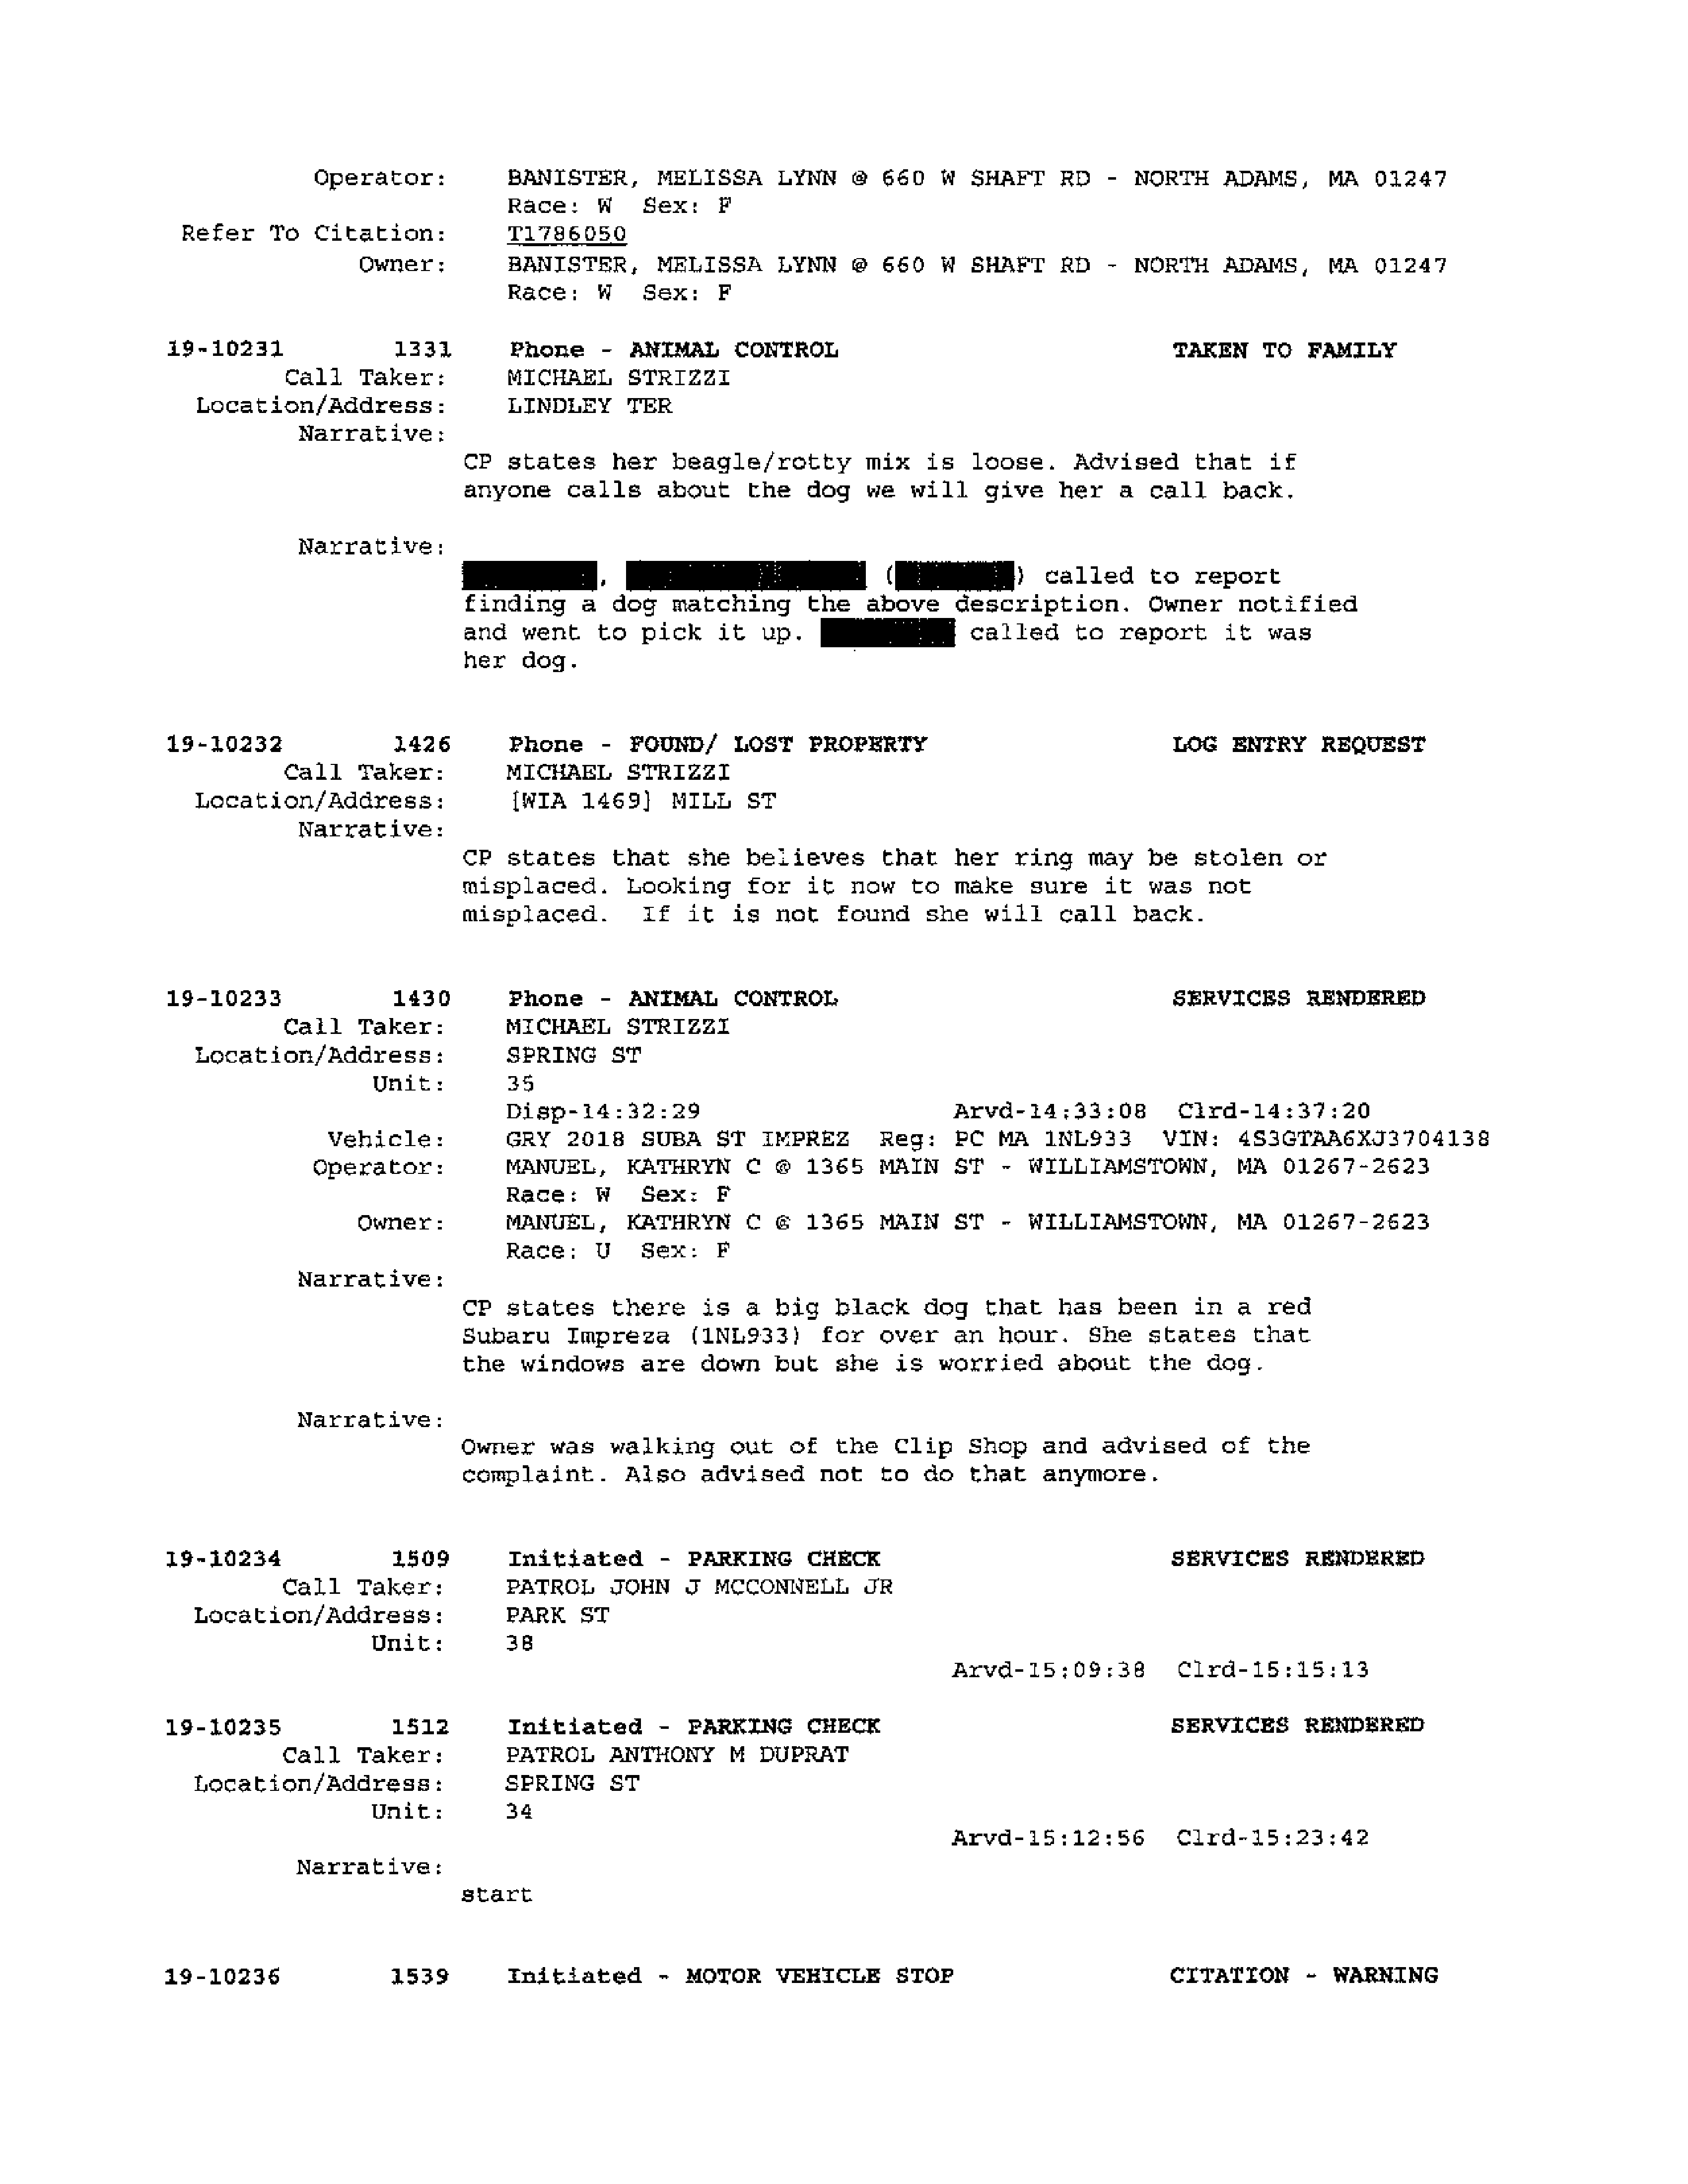 Operator: BANISTER, MELISSA LYNN @ 660 W SHAFT RD - NORTH ADAMS, MA 01247
Race: W Sex: F
Refer To Citation: T1786050
Owner: BANISTER, MELISSA LYNN @ 660 W SHAFT RD - NORTH ADAMS, MA 01247
Race: W Sex: F
19-10231 1331 Phone - ANIMAL CONTROL TAKEN TO FAMILY
Call Taker: MICHAEL STRIZZI
Location/Address: LINDLEY TER
Narrative:
CP states her beagle/rotty mix is loose. Advised that if
anyone calls about the dog we will give her a call back.
Narrative:
, ( ) called to report
finding a dog matching the above description. Owner notified
and went to pick it up. called to report it was
her dog.
19-10232 1426 Phone - FOUND/ LOST PROPERTY LOG ENTRY REQUEST
Call Taker: MICHAEL STRIZZI
Location/Address: [WIA 1469] MILL ST
Narrative:
CP states that she believes that her ring may be stolen or
misplaced. Looking for it now to make sure it was not
misplaced. If it is not found she will call back.
19-10233 1430 Phone - ANIMAL CONTROL SERVICES RENDERED
Call Taker: MICHAEL STRIZZI
Location/Address: SPRING ST
Unit: 35
Disp-14:32:29 Arvd-14:33:08 Clrd-14:37:20
Vehicle: GRY 2018 SUBA ST IMPREZ Reg: PC MA 1NL933 VIN: 4S3GTAA6XJ3704138
Operator: MANUEL, KATHRYN C @ 1365 MAIN ST - WILLIAMSTOWN, MA 01267-2623
Race: W Sex: F
Owner: MANUEL, KATHRYN C @ 1365 MAIN ST - WILLIAMSTOWN, MA 01267-2623
Race: U Sex: F
Narrative:
CP states there is a big black dog that has been in a red
Subaru Impreza (1NL933) for over an hour. She states that
the windows are down but she is worried about the dog.
Narrative:
Owner was walking out of the Clip Shop and advised of the
complaint. Also advised not to do that anymore.
19-10234 1509 Initiated - PARKING CHECK SERVICES RENDERED
Call Taker: PATROL JOHN J MCCONNELL JR
Location/Address: PARK ST
Unit: 38
Arvd-15:09:38 Clrd-15:15:13
19-10235 1512 Initiated - PARKING CHECK SERVICES RENDERED
Call Taker: PATROL ANTHONY M DUPRAT
Location/Address: SPRING ST
Unit: 34
Arvd-15:12:56 Clrd-15:23:42
Narrative:
start
19-10236 1539 Initiated - MOTOR VEHICLE STOP CITATION - WARNING